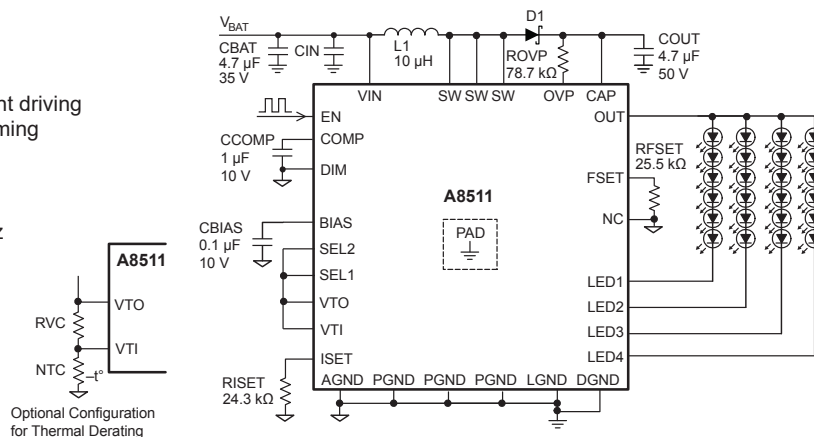 nt driving
ming
z
V_BAT
CBAT
4.7 µF
35 V
CIN
L1
10 µH
D1
ROVP
78.7 kΩ
COUT
4.7 µF
50 V
VIN
SW SW SW
OVP
CAP
EN
COMP
DIM
CCOMP
1 µF
10 V
CBIAS
0.1 µF
10 V
BIAS
SEL2
SEL1
VTO
VTI
ISET
RISET
24.3 kΩ
A8511
PAD
OUT
RFSET
25.5 kΩ
FSET
NC
LED1
LED2
LED3
LED4
AGND PGND PGND PGND LGND DGND
A8511
VTO
RVC
VTI
NTC
–t°
Optional Configuration
for Thermal Derating